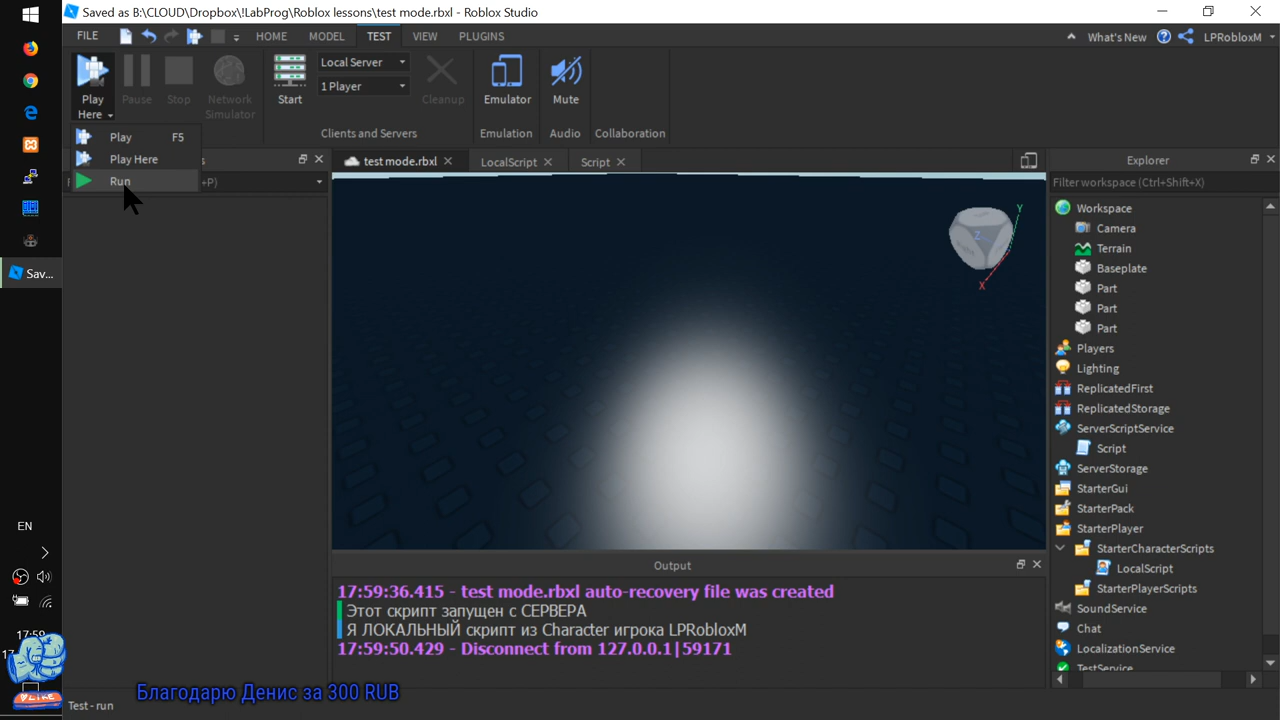 Saved as B:\CLOUD\Dropbox\!LabProg\Roblox lessons\test mode.rbxl - Roblox Studio
FILE HOME MODEL TEST VIEW PLUGINS What's New LPRobloxM
Play Here
Pause
Stop
Network Simulator
Start
Local Server
1 Player
Cleanup
Emulator
Mute
Clients and Servers
Emulation
Audio
Collaboration
Play F5
Play Here
Run
+P)
test mode.rbxl
LocalScript
Script
Y
Z
X
Explorer
Filter workspace (Ctrl+Shift+X)
Workspace
Camera
Terrain
Baseplate
Part
Part
Part
Players
Lighting
ReplicatedFirst
ReplicatedStorage
ServerScriptService
Script
ServerStorage
StarterGui
StarterPack
StarterPlayer
StarterCharacterScripts
LocalScript
StarterPlayerScripts
SoundService
Chat
LocalizationService
TestService
Output
17:59:36.415 - test mode.rbxl auto-recovery file was created
Этот скрипт запущен с СЕРВЕРА
Я ЛОКАЛЬНЫЙ скрипт из Character игрока LPRobloxM
17:59:50.429 - Disconnect from 127.0.0.1|59171
Sav...
EN
17:59
LIKE
Благодарю Денис за 300 RUB
Test - run